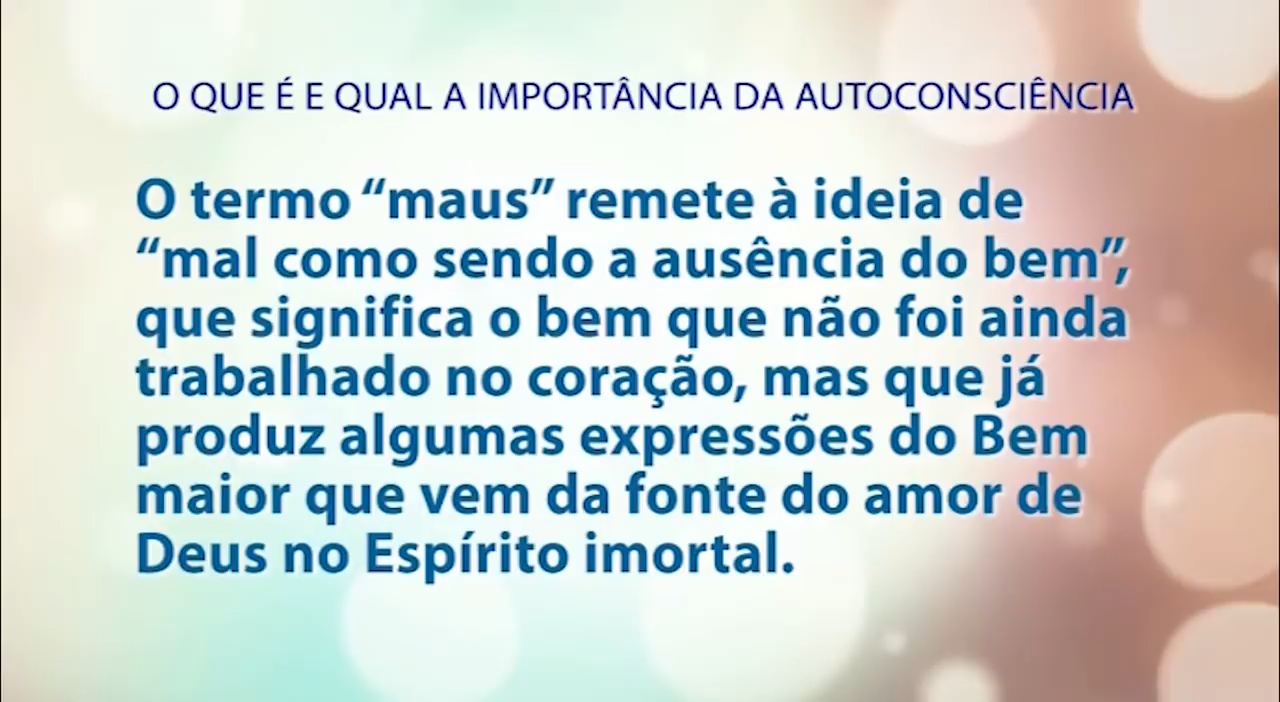 O QUE É E QUAL A IMPORTÂNCIA DA AUTOCONSCIÊNCIA
O termo “maus” remete à ideia de
“mal como sendo a ausência do bem”,
que significa o bem que não foi ainda
trabalhado no coração, mas que já
produz algumas expressões do Bem
maior que vem da fonte do amor de
Deus no Espírito imortal.